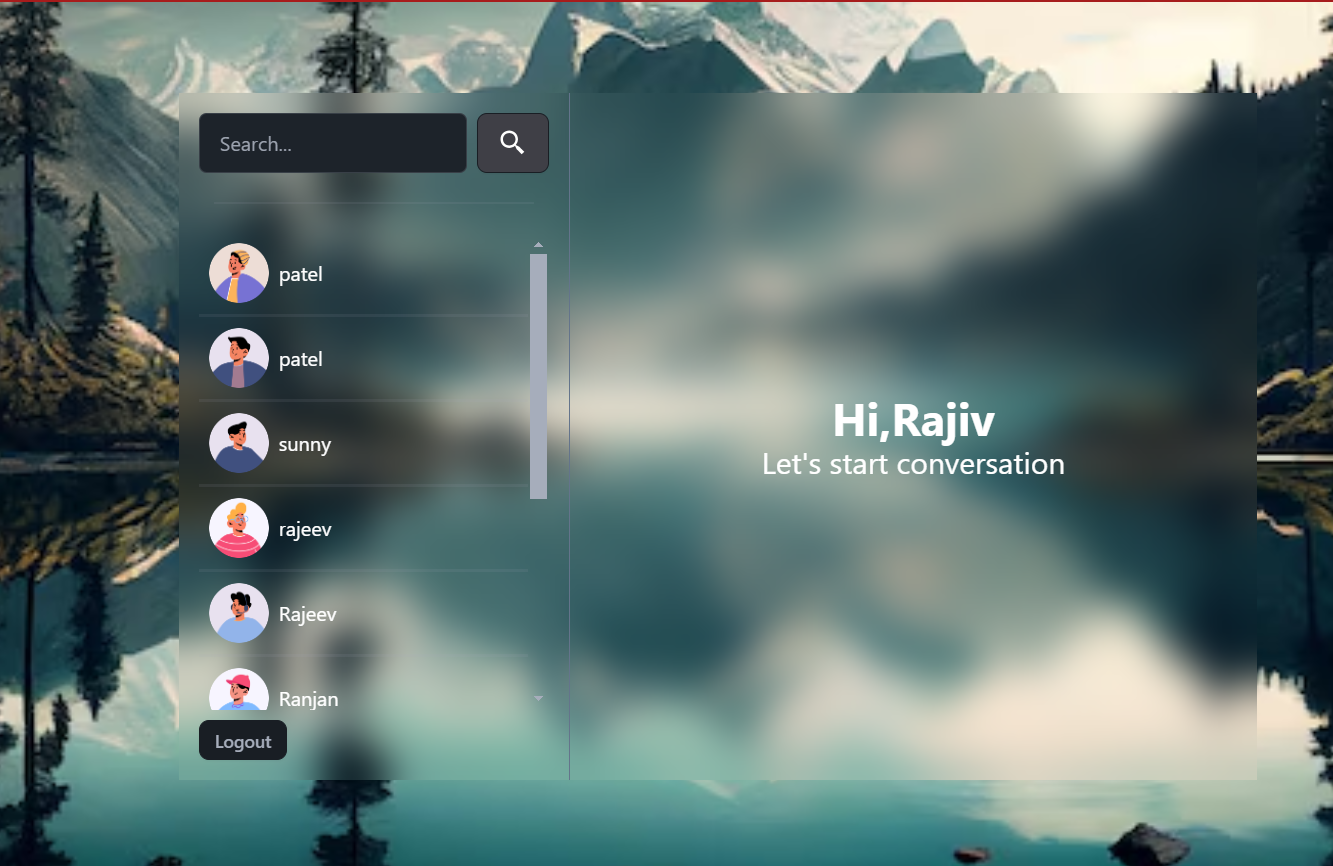 Search...
patel
patel
sunny
rajeev
Rajeev
Ranjan
Logout
Hi,Rajiv
Let's start conversation